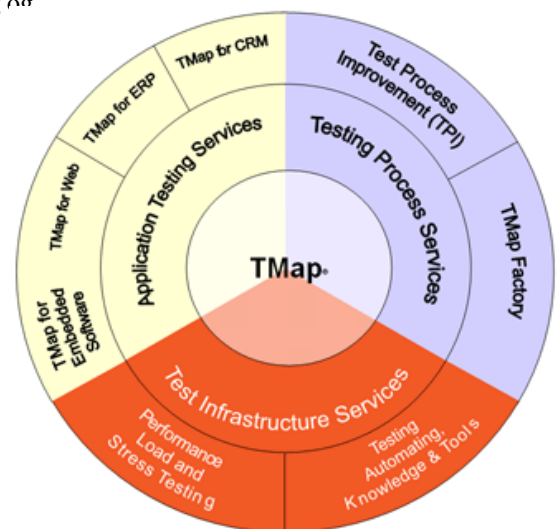 TMap for CRM
TMap for ERP
TMap for Web
TMap for
Embedded
Software
Application Testing Services
Test Process
Improvement (TPI)
TMap Factory
Testing Process Services
TMap®
Test Infrastructure Services
Performance
Load and
Stress Testing
Testing
Automating,
Knowledge & Tools